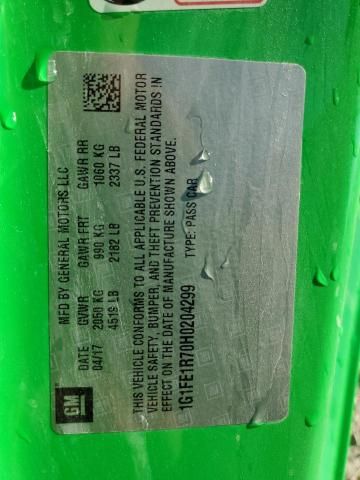 GM
MFD BY GENERAL MOTORS LLC
DATE GVWR GAWR FRT GAWR RR
04/17 2050 KG 990 KG 1060 KG
4519 LB 2182 LB 2337 LB
THIS VEHICLE CONFORMS TO ALL APPLICABLE U.S. FEDERAL MOTOR
VEHICLE SAFETY, BUMPER, AND THEFT PREVENTION STANDARDS IN
EFFECT ON THE DATE OF MANUFACTURE SHOWN ABOVE.
1G1FE1R70H0204299 TYPE: PASS CAR